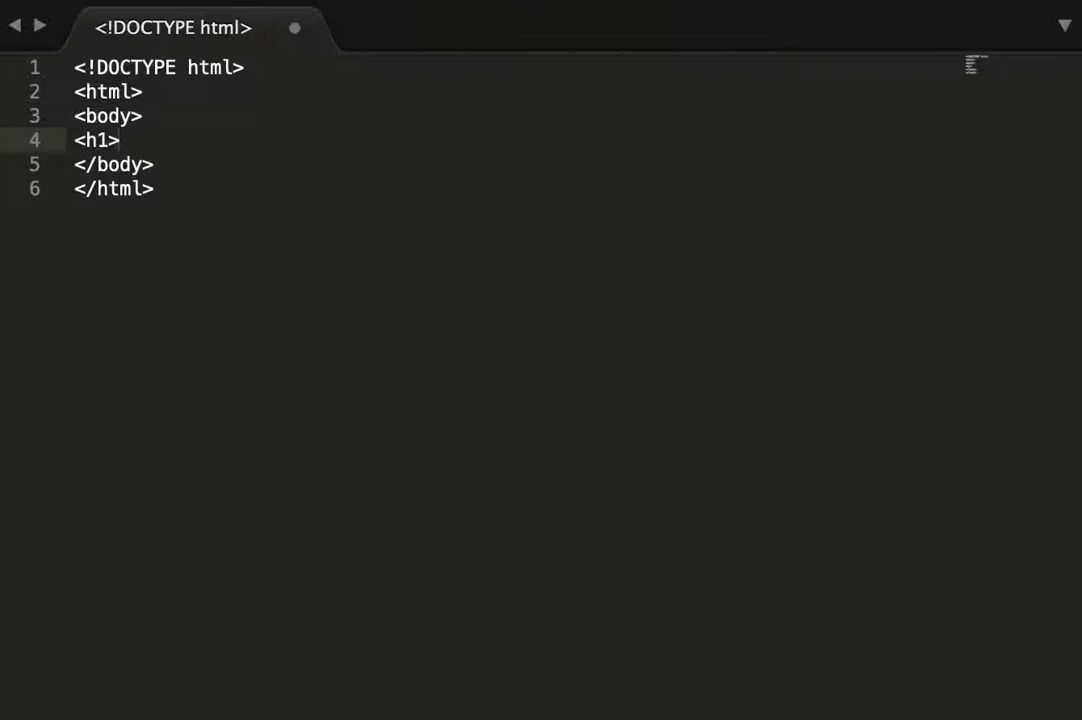 <!DOCTYPE html>
1 <!DOCTYPE html>
2 <html>
3 <body>
4 <h1>
5 </body>
6 </html>